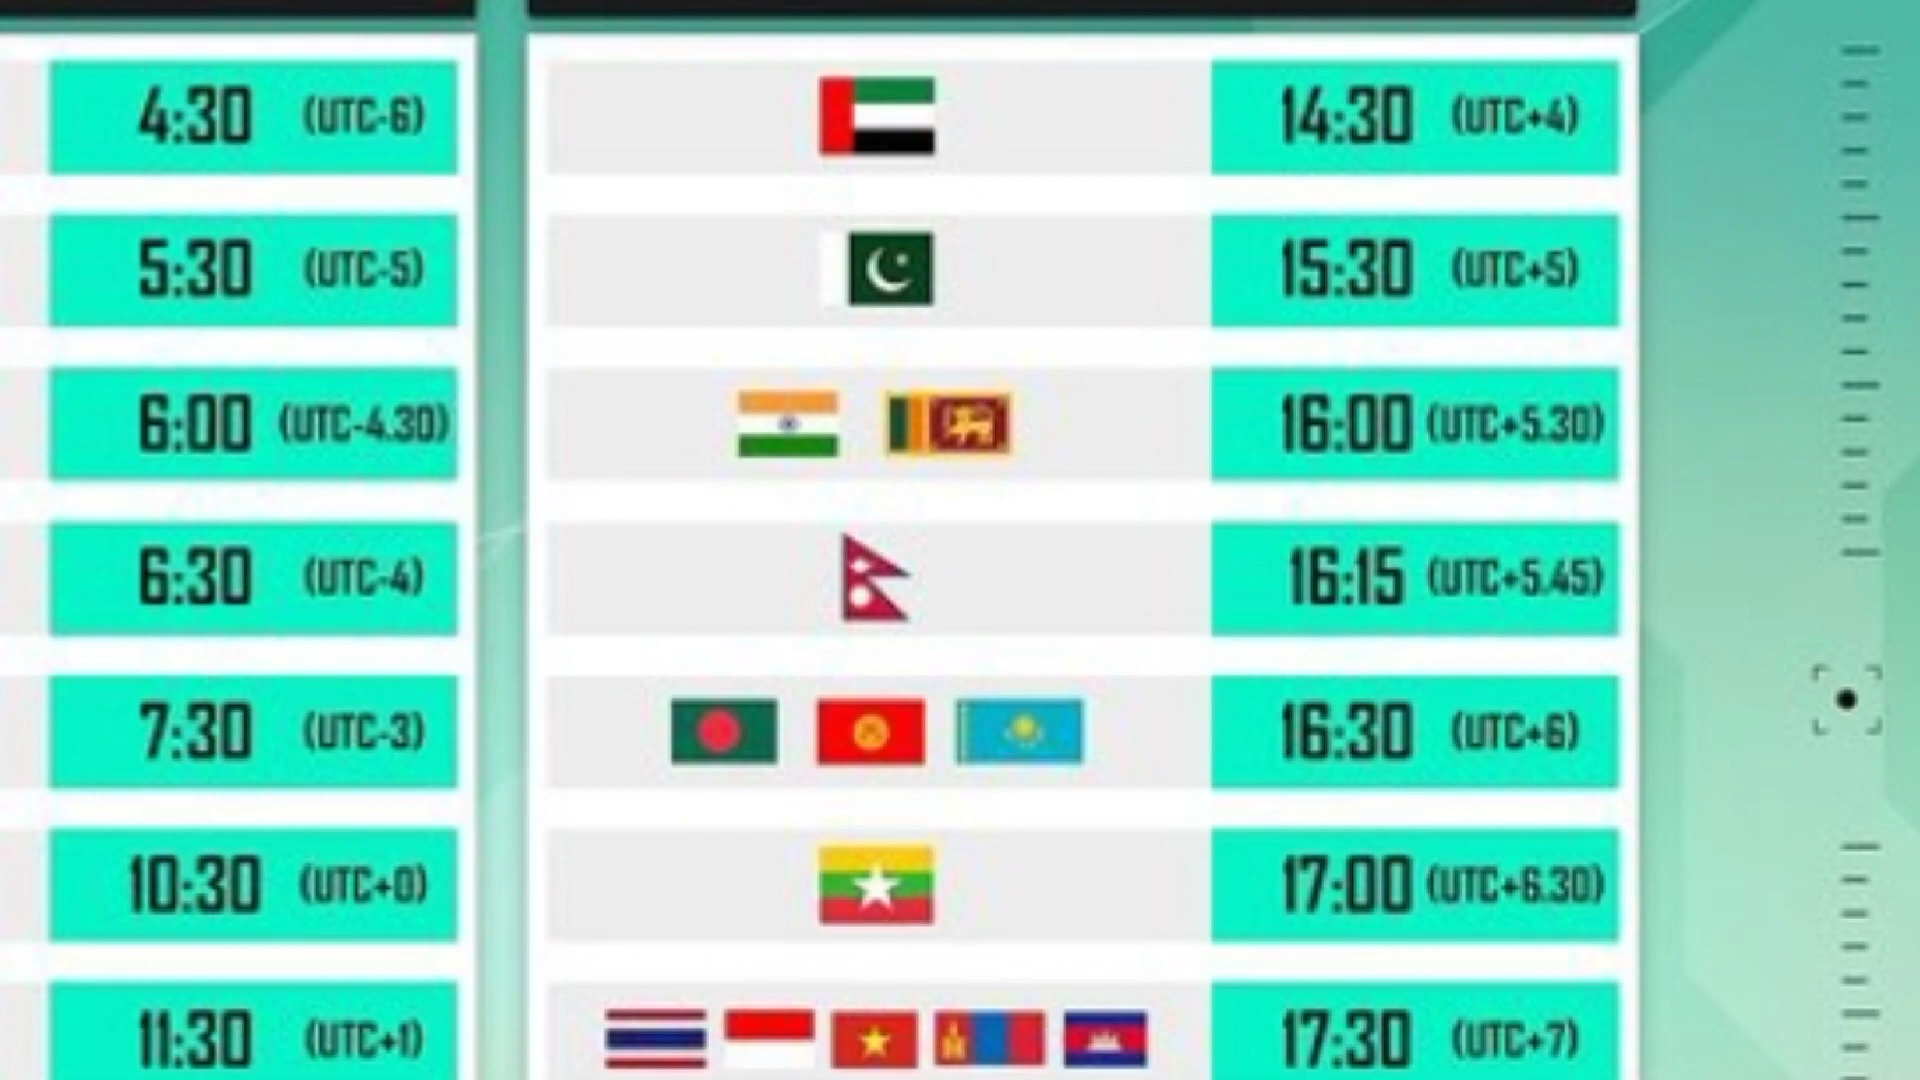 4:30 (UTC-6) 14:30 (UTC+4)
5:30 (UTC-5) 15:30 (UTC+5)
6:00 (UTC-4.30) 16:00 (UTC+5.30)
6:30 (UTC-4) 16:15 (UTC+5.45)
7:30 (UTC-3) 16:30 (UTC+6)
10:30 (UTC+0) 17:00 (UTC+6.30)
11:30 (UTC+1) 17:30 (UTC+7)